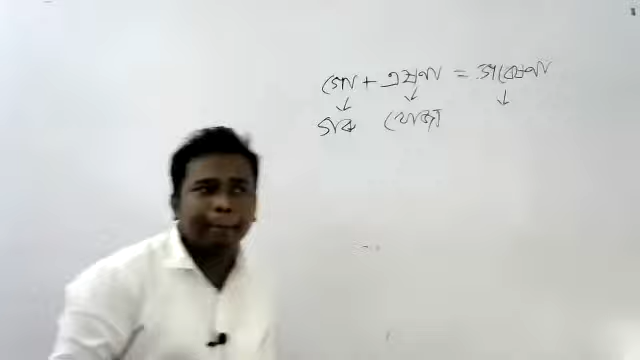 গো + এষণা = গবেষণা
↓ ↓ ↓
গরু খোঁজা